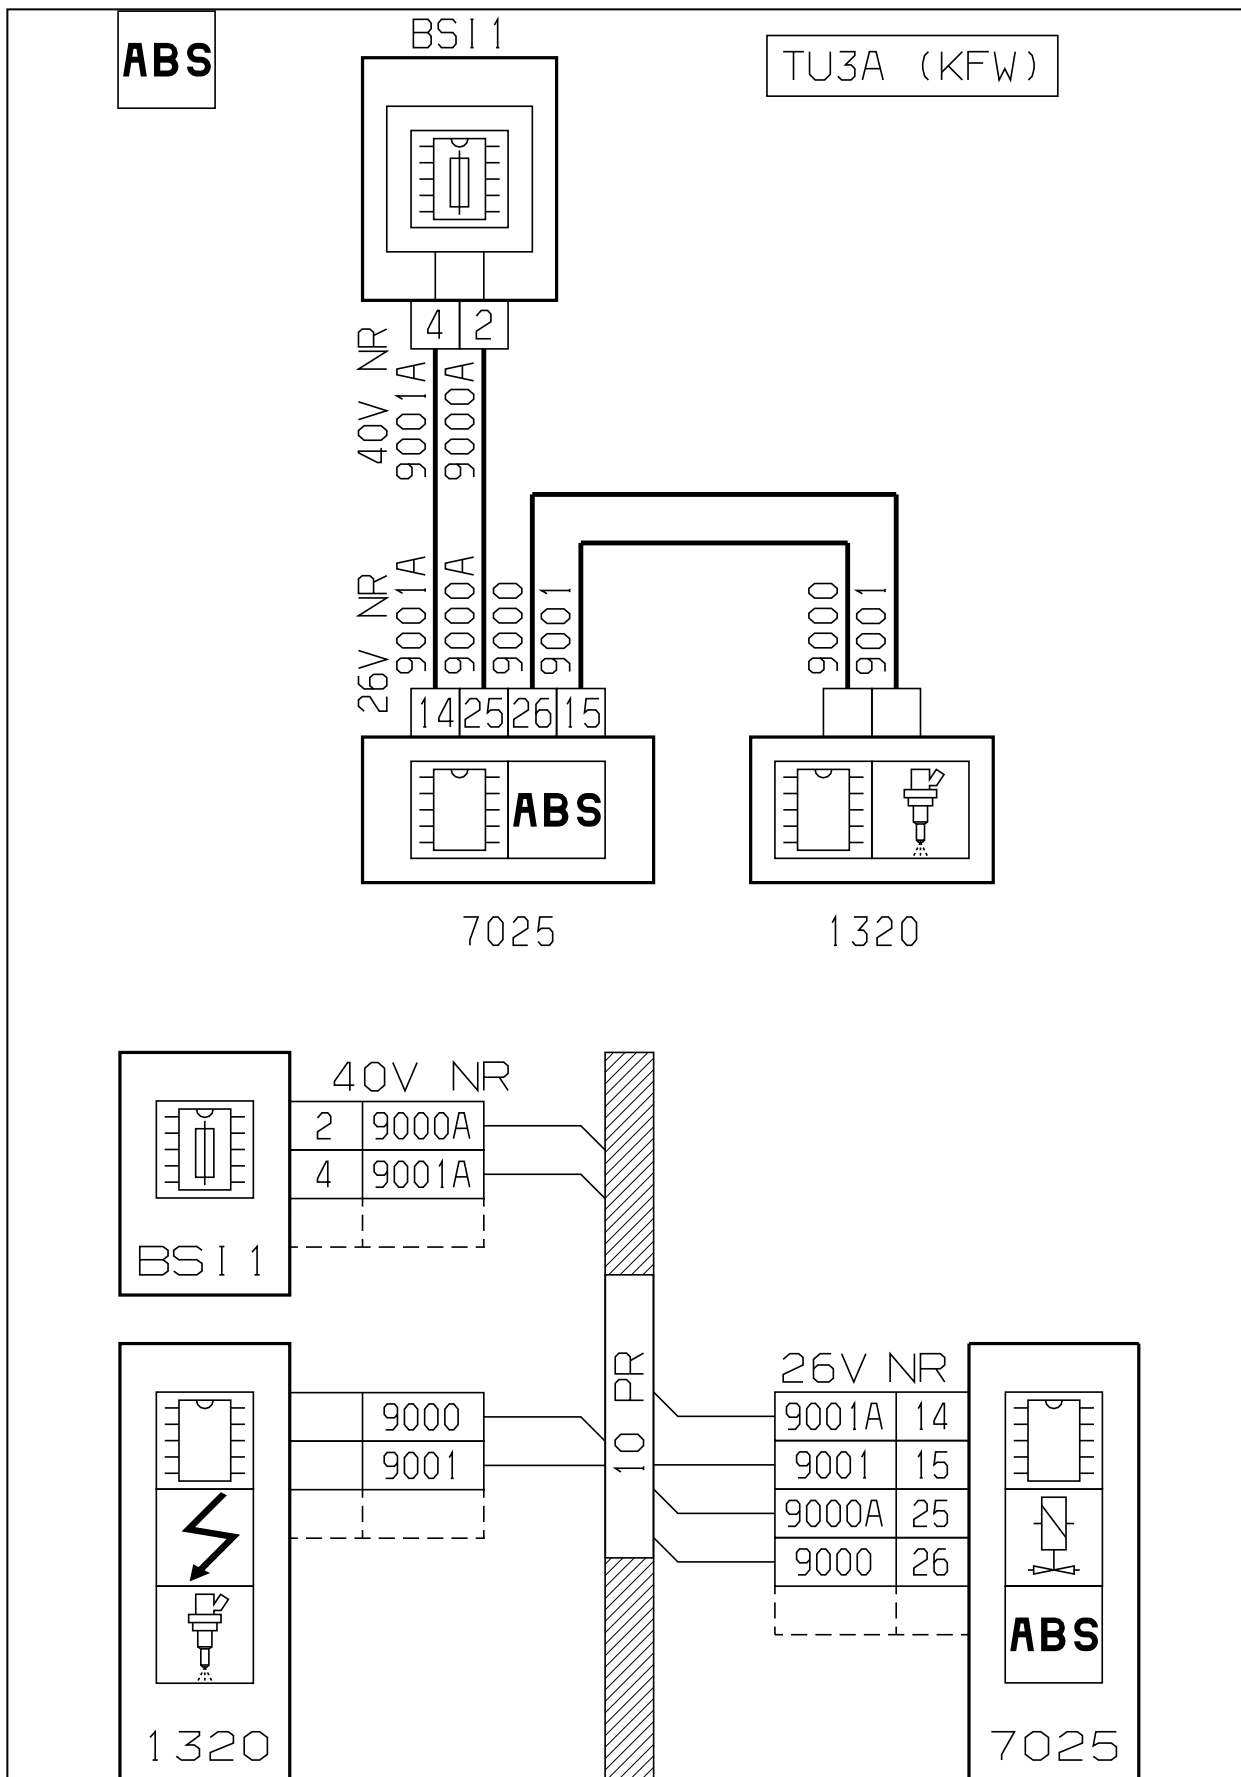 ABS
BSI1
TU3A (KFW)
4 2
40V NR
9001A
9000A
26V NR
9001A
9000A
9000
9001
9000
9001
14 25 26 15
ABS
7025
1320
40V NR
2 9000A
4 9001A
BSI1
10 PR
9000
9001
1320
26V NR
9001A 14
9001 15
9000A 25
9000 26
ABS
7025